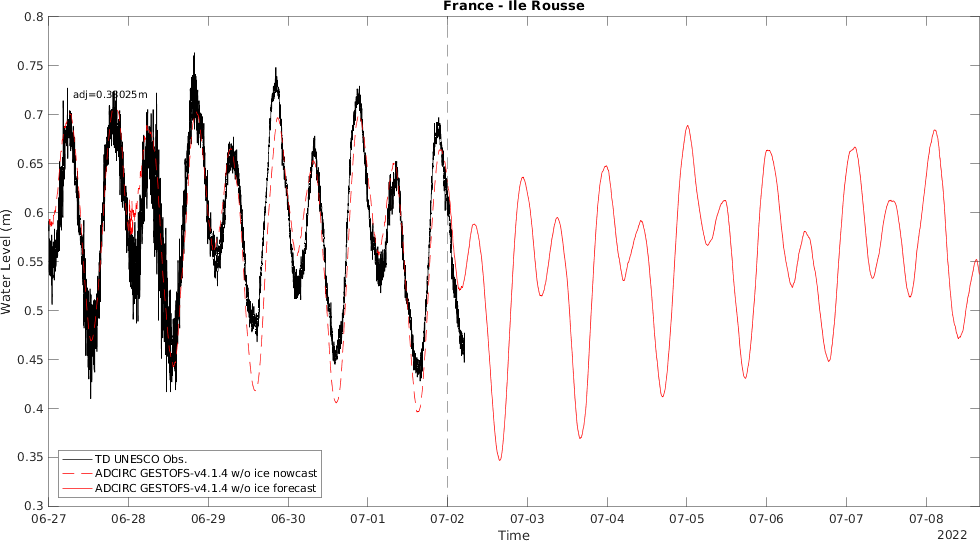 France - Ile Rousse
0.8
0.75
0.7
0.65
0.6
0.55
0.5
0.45
0.4
0.35
0.3
Water Level (m)
adj=0.33025m
TD UNESCO Obs.
ADCIRC GESTOFS-v4.1.4 w/o ice nowcast
ADCIRC GESTOFS-v4.1.4 w/o ice forecast
06-27 06-28 06-29 06-30 07-01 07-02 07-03 07-04 07-05 07-06 07-07 07-08
Time
2022